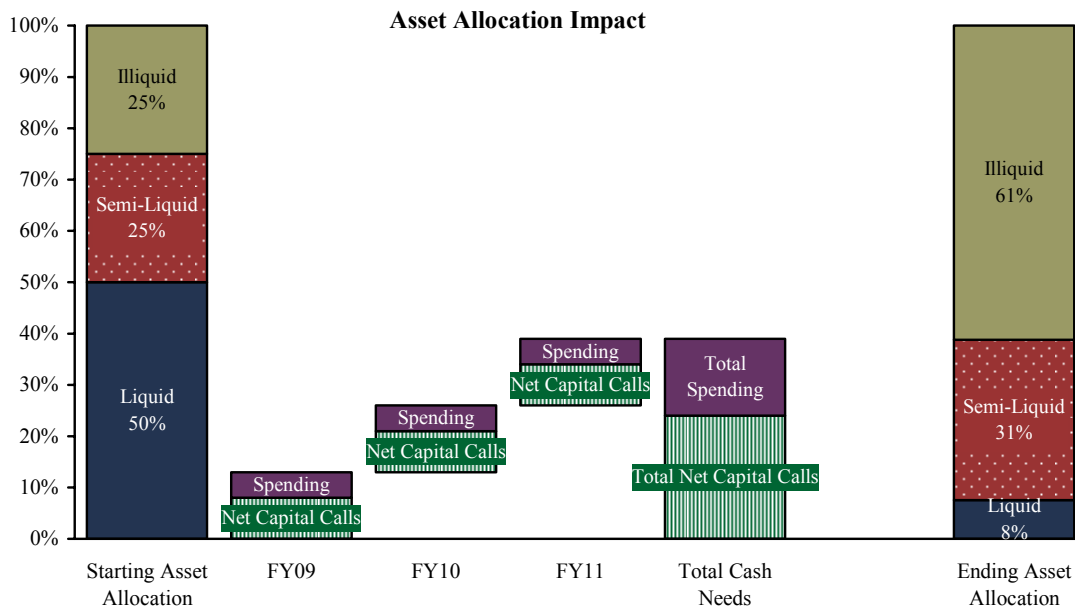 Asset Allocation Impact
100%
90%
80%
70%
60%
50%
40%
30%
20%
10%
0%
Illiquid
25%
Semi-Liquid
25%
Liquid
50%
Spending
Net Capital Calls
Spending
Net Capital Calls
Spending
Net Capital Calls
Total
Spending
Total Net Capital Calls
Illiquid
61%
Semi-Liquid
31%
Liquid
8%
Starting Asset
Allocation
FY09
FY10
FY11
Total Cash
Needs
Ending Asset
Allocation